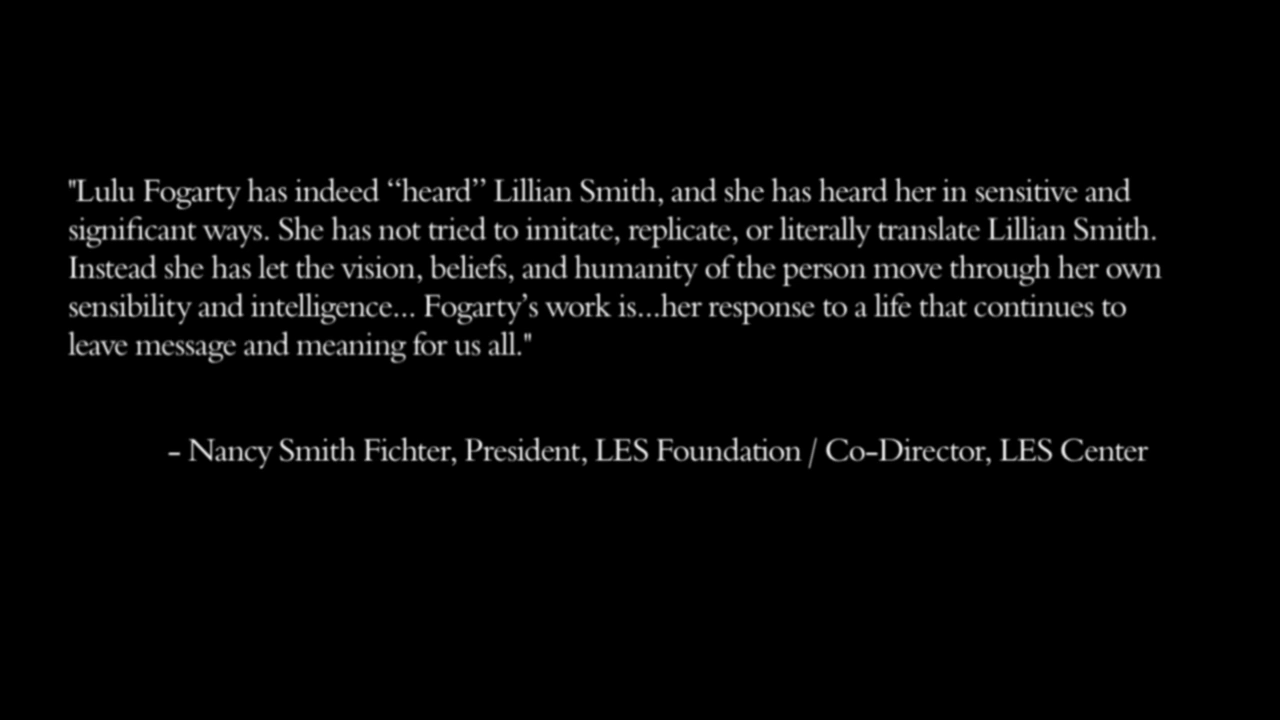 "Lulu Fogarty has indeed “heard” Lillian Smith, and she has heard her in sensitive and
significant ways. She has not tried to imitate, replicate, or literally translate Lillian Smith.
Instead she has let the vision, beliefs, and humanity of the person move through her own
sensibility and intelligence... Fogarty’s work is...her response to a life that continues to
leave message and meaning for us all."
– Nancy Smith Fichter, President, LES Foundation / Co-Director, LES Center